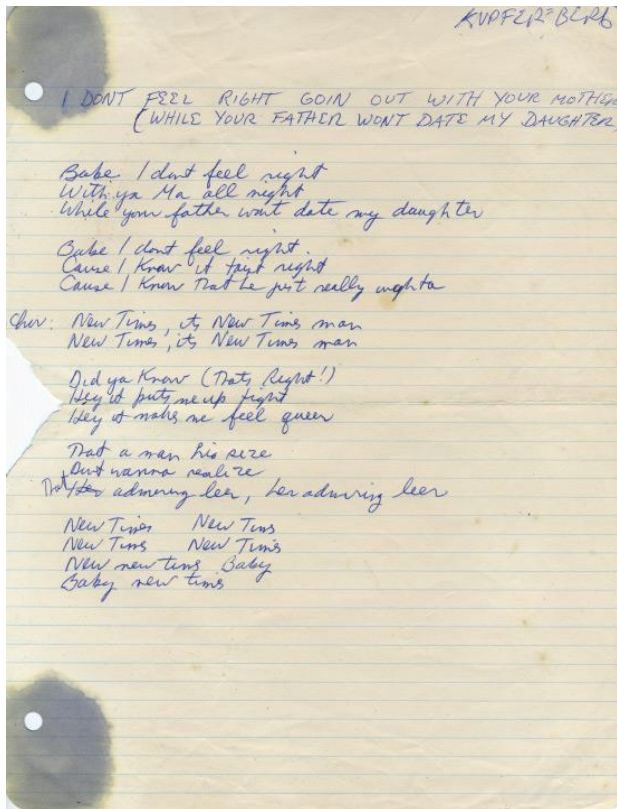 KUPFERBERG
I DONT FEEL RIGHT GOIN OUT WITH YOUR MOTHER
(WHILE YOUR FATHER WONT DATE MY DAUGHTER)
Babe I dont feel right
With ya Ma all night
While your father wont date my daughter
Babe I dont feel right.
Cause I know it taint right
Cause I know that he just really oughta
Chor: New Times, its New Times man
New Times, its New Times man
Did ya Know (Thats Right!)
Hey it puts me up tight
Hey it makes me feel queer
That a man his size
Dont wanna realize
That Her admiring leer, her admiring leer
New Times New Tims
New Tims New Times
New new tims Baby
Baby new tims